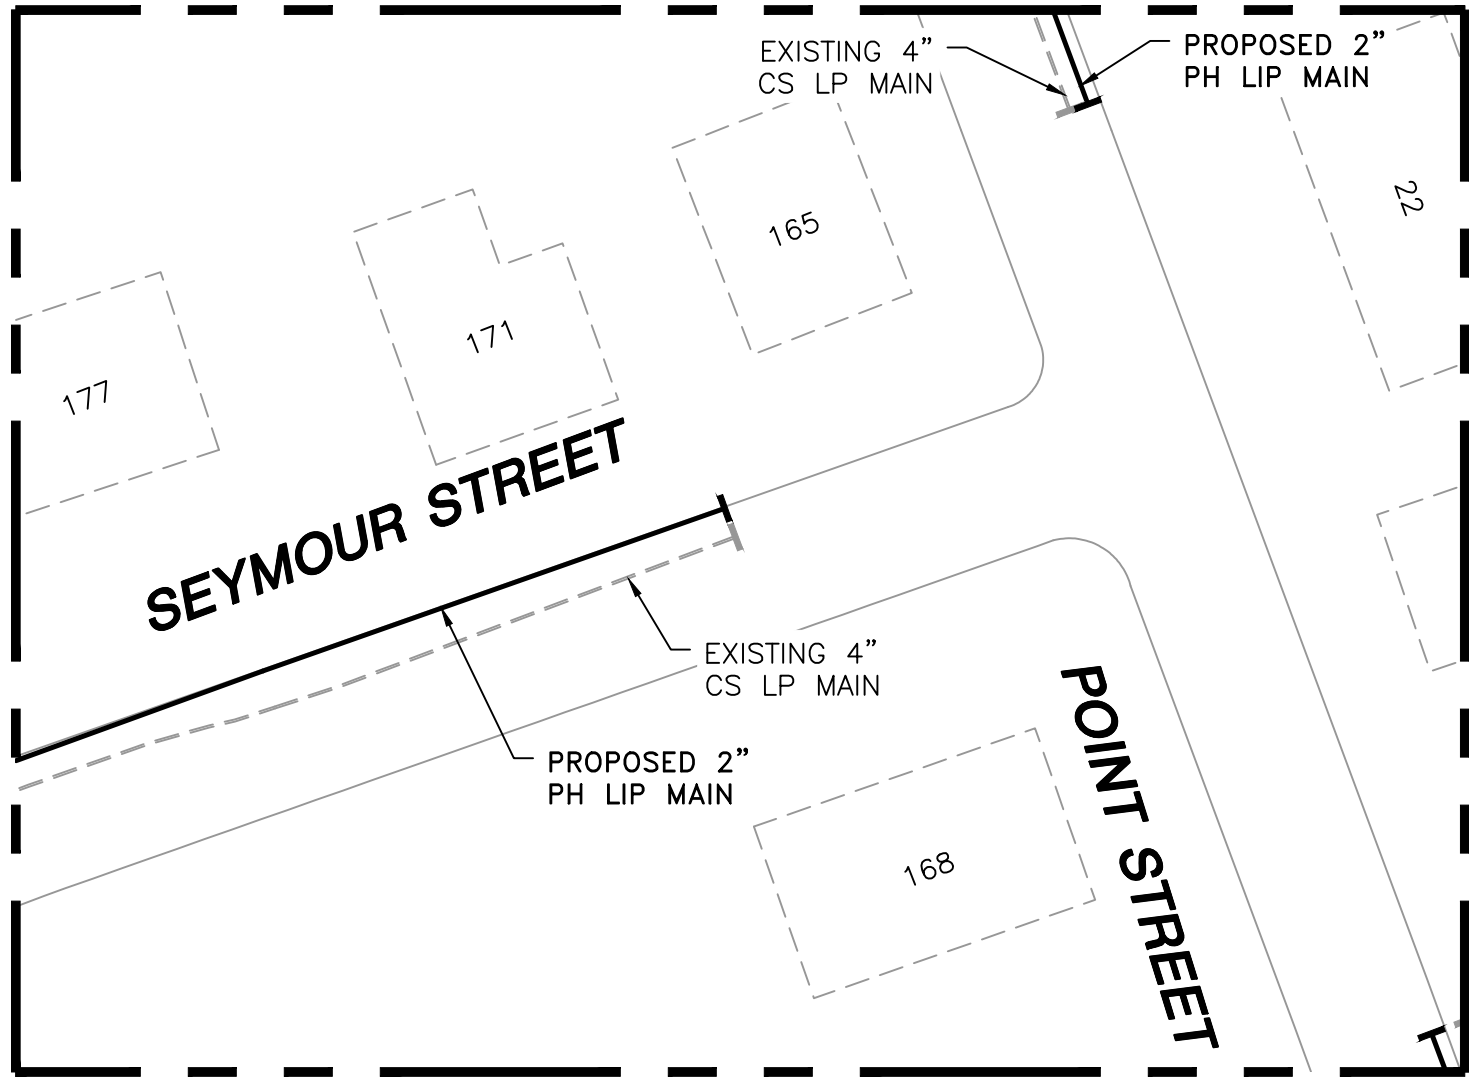 EXISTING 4”
CS LP MAIN
PROPOSED 2”
PH LIP MAIN
22
165
171
177
SEYMOUR STREET
EXISTING 4”
CS LP MAIN
PROPOSED 2”
PH LIP MAIN
168
POINT STREET